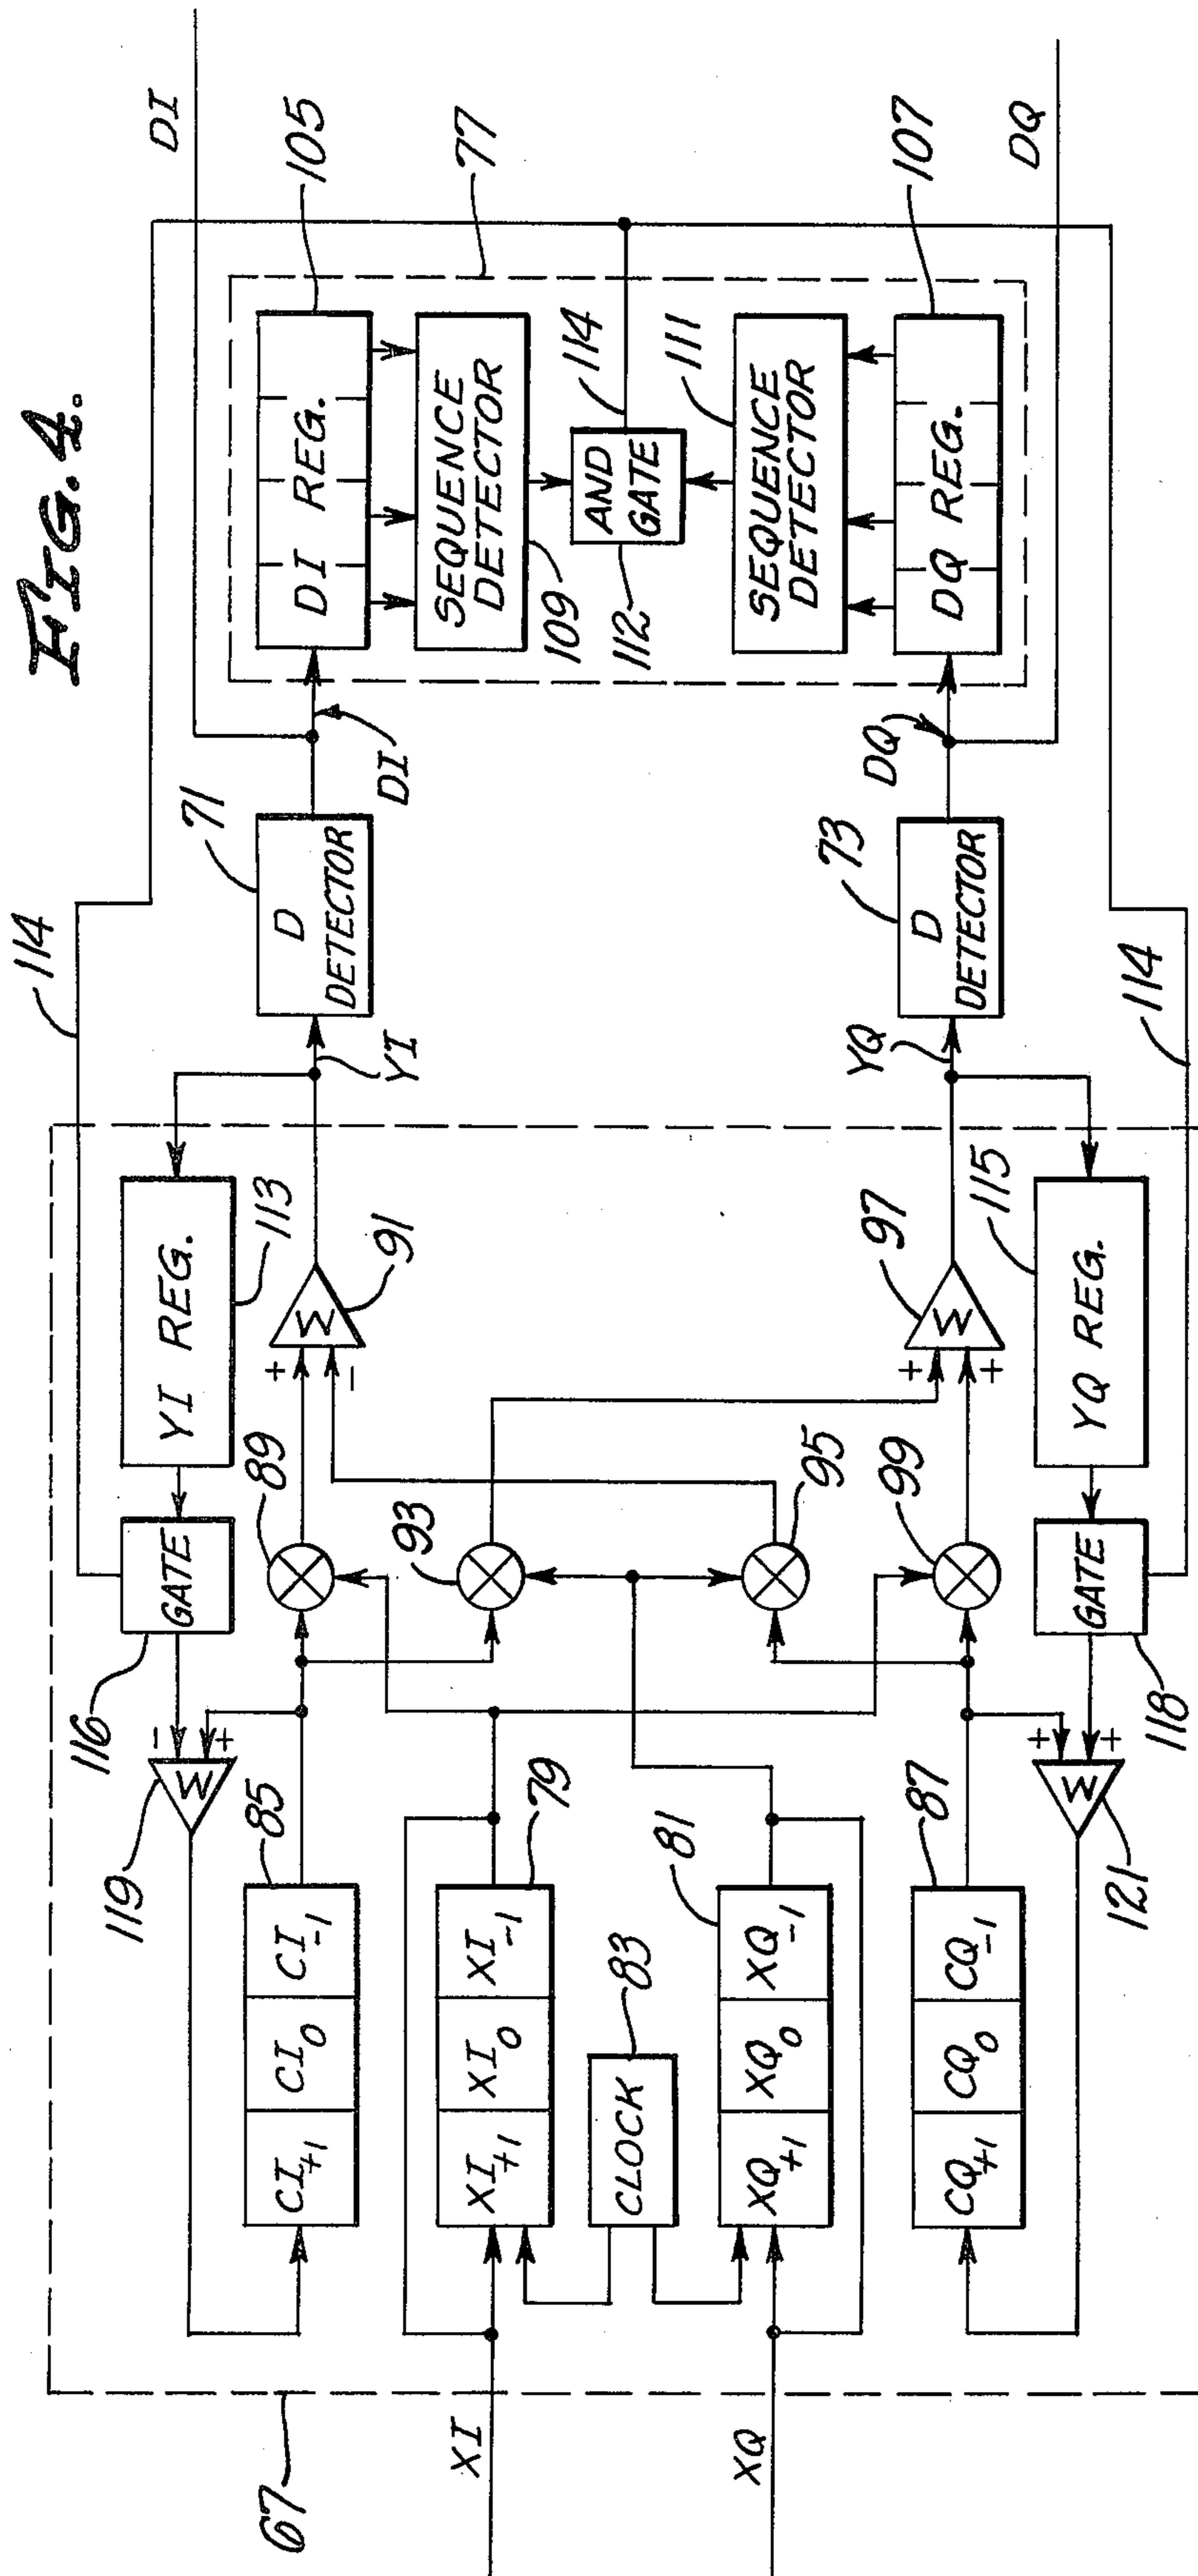 FIG. 4.
67
XI
XQ
119
116
GATE
YI REG.
113
114
YI
71
D
DETECTOR
DI
DI
105
DI REG.
77
SEQUENCE
DETECTOR
109
AND
GATE
112
114
SEQUENCE
DETECTOR
111
DQ REG.
107
DQ
DQ
73
D
DETECTOR
YQ
114
85
CI+1
CI0
CI-1
W
-
+
89
+
-
W
91
79
XI+1
XI0
XI-1
93
CLOCK
83
81
XQ+1
XQ0
XQ-1
95
87
CQ+1
CQ0
CQ-1
99
+
+
W
97
+
+
W
121
GATE
118
YQ REG.
115